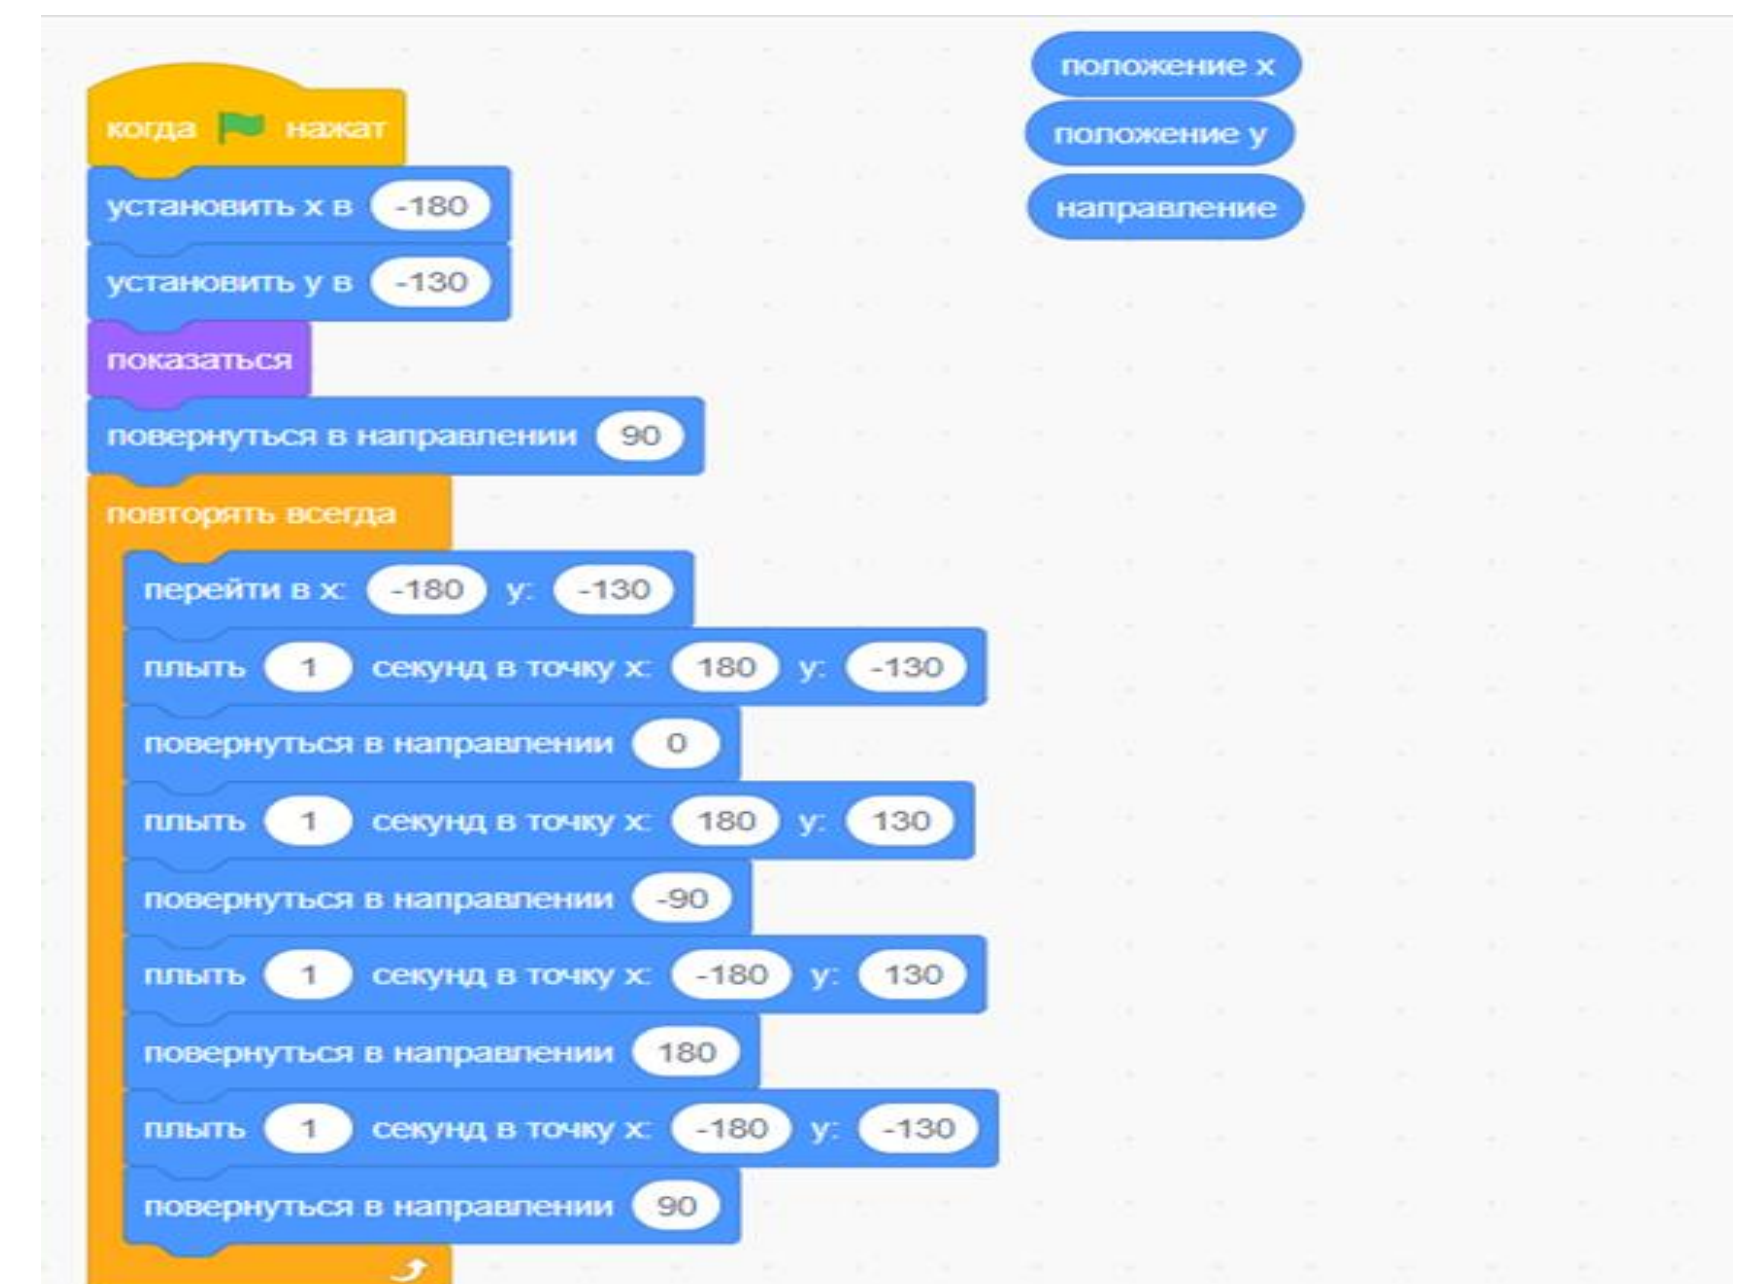 когда нажат
установить x в -180
установить y в -130
показаться
повернуться в направлении 90
повторять всегда
перейти в x: -180 y: -130
плыть 1 секунд в точку x: 180 y: -130
повернуться в направлении 0
плыть 1 секунд в точку x: 180 y: 130
повернуться в направлении -90
плыть 1 секунд в точку x: -180 y: 130
повернуться в направлении 180
плыть 1 секунд в точку x: -180 y: -130
повернуться в направлении 90
положение x
положение y
направление